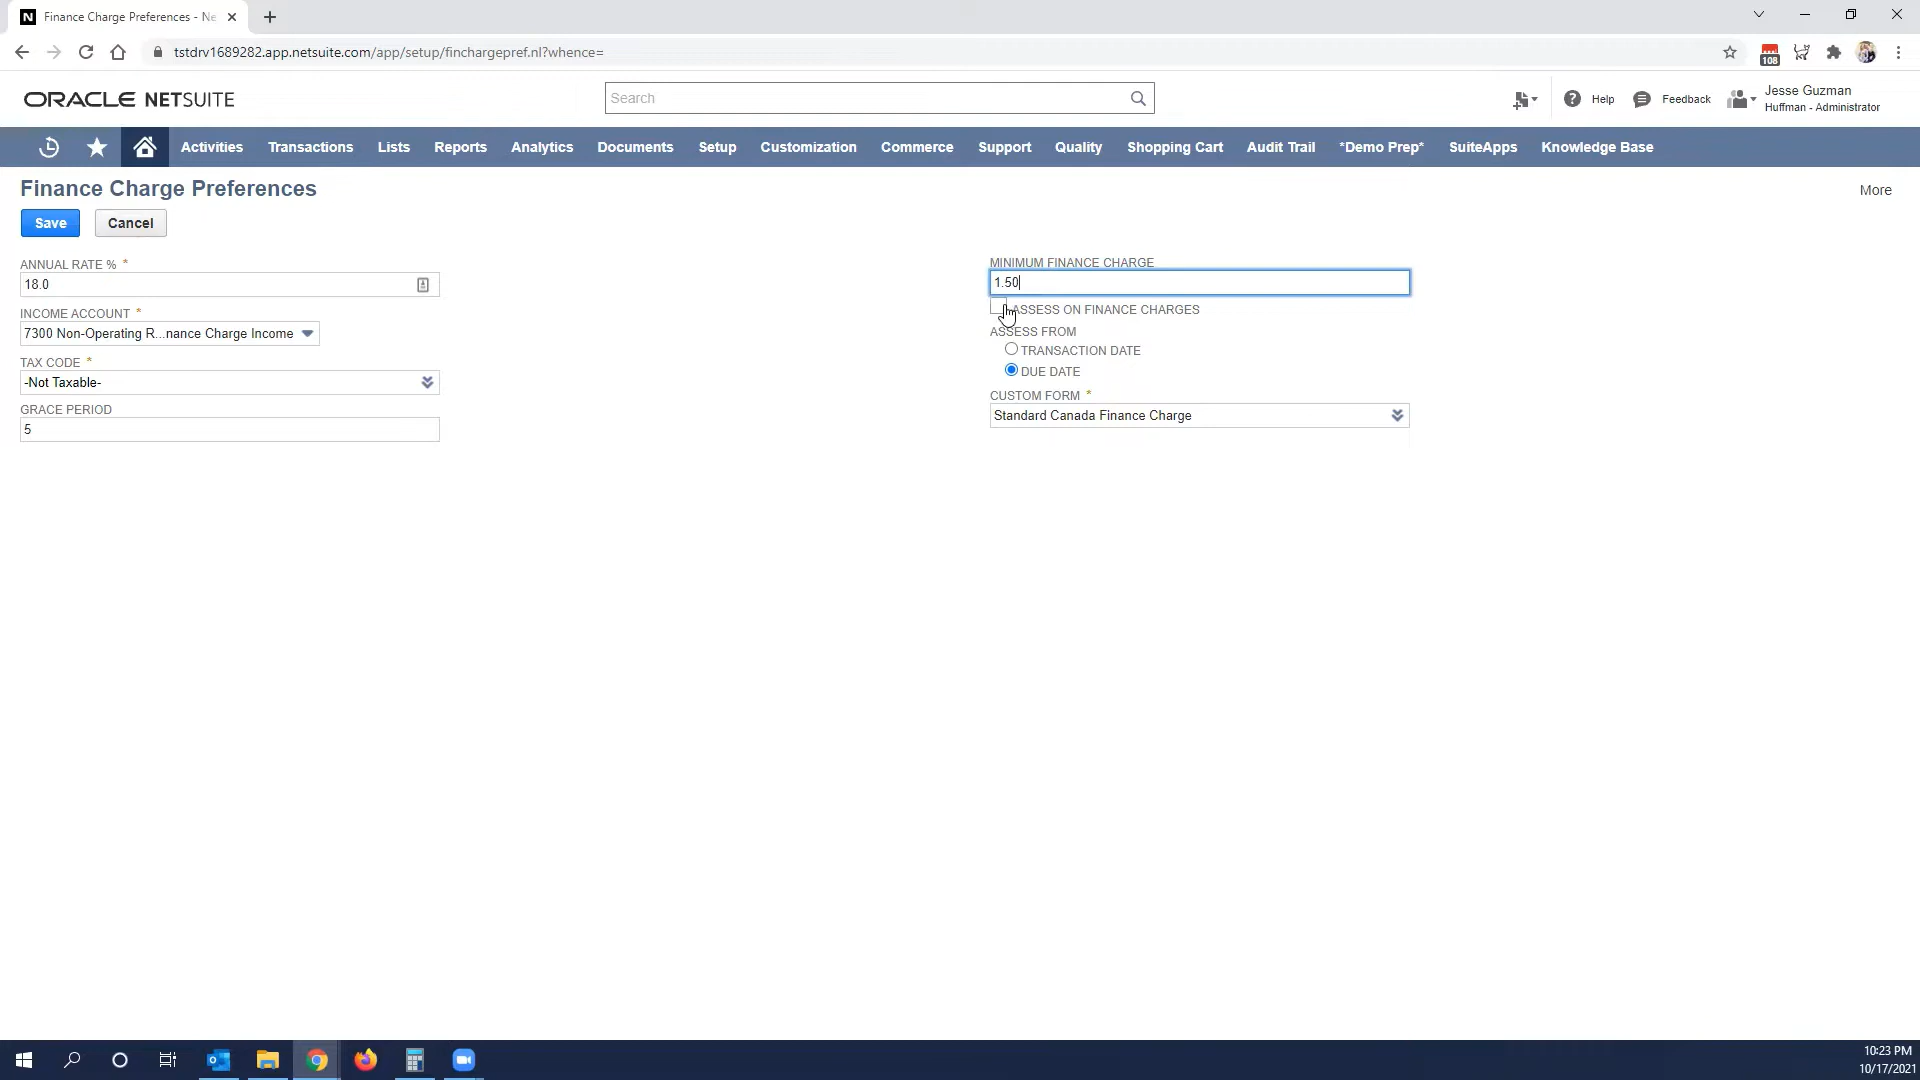 Finance Charge Preferences - Ne
tstdrv1689282.app.netsuite.com/app/setup/finchargepref.nl?whence=
108
ORACLE NETSUITE
Search
Help
Feedback
Jesse Guzman
Huffman - Administrator
Activities Transactions Lists Reports Analytics Documents Setup Customization Commerce Support Quality Shopping Cart Audit Trail *Demo Prep* SuiteApps Knowledge Base
Finance Charge Preferences
More
Save Cancel
ANNUAL RATE % *
18.0
INCOME ACCOUNT *
7300 Non-Operating R...nance Charge Income
TAX CODE *
-Not Taxable-
GRACE PERIOD
5
MINIMUM FINANCE CHARGE
1.50
ASSESS ON FINANCE CHARGES
ASSESS FROM
TRANSACTION DATE
DUE DATE
CUSTOM FORM *
Standard Canada Finance Charge
10:23 PM
10/17/2021